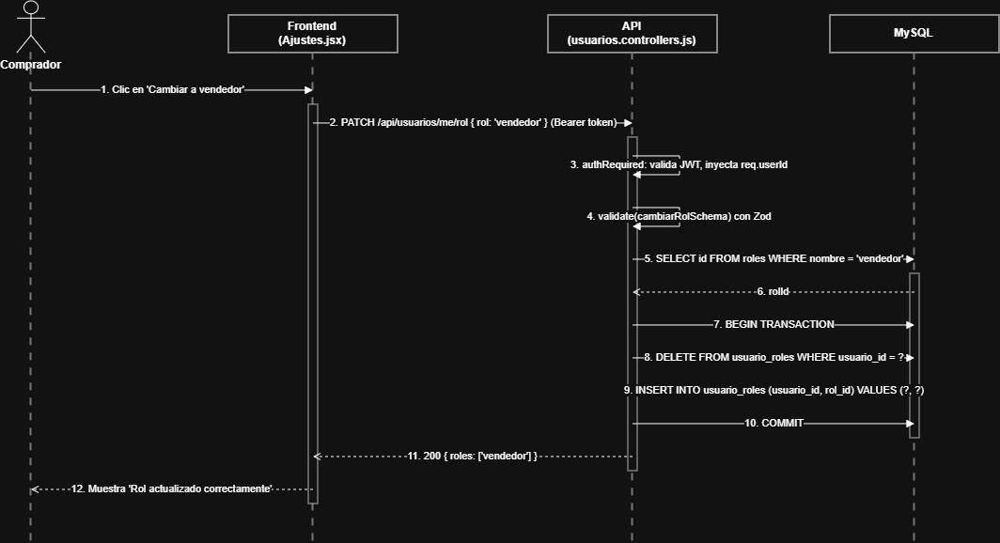 Comprador
Frontend
(Ajustes.jsx)
API
(usuarios.controllers.js)
MySQL
1. Clic en 'Cambiar a vendedor'
2. PATCH /api/usuarios/me/rol { rol: 'vendedor' } (Bearer token)
3. authRequired: valida JWT, inyecta req.userId
4. validate(cambiarRolSchema) con Zod
5. SELECT id FROM roles WHERE nombre = 'vendedor'
6. rolId
7. BEGIN TRANSACTION
8. DELETE FROM usuario_roles WHERE usuario_id = ?
9. INSERT INTO usuario_roles (usuario_id, rol_id) VALUES (?, ?)
10. COMMIT
11. 200 { roles: ['vendedor'] }
12. Muestra 'Rol actualizado correctamente'